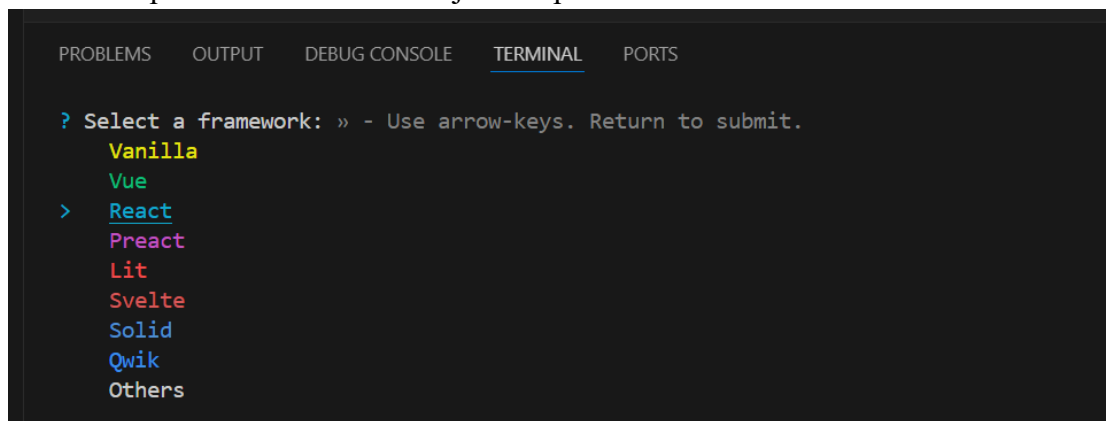 PROBLEMS OUTPUT DEBUG CONSOLE TERMINAL PORTS
? Select a framework: » - Use arrow-keys. Return to submit.
Vanilla
Vue
> React
Preact
Lit
Svelte
Solid
Qwik
Others